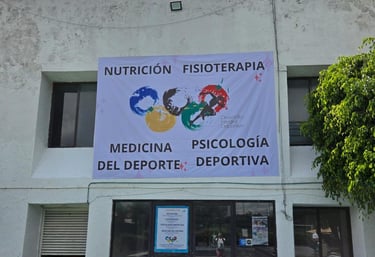 NUTRICIÓN FISIOTERAPIA
MEDICINA
DEL DEPORTE
PSICOLOGÍA
DEPORTIVA